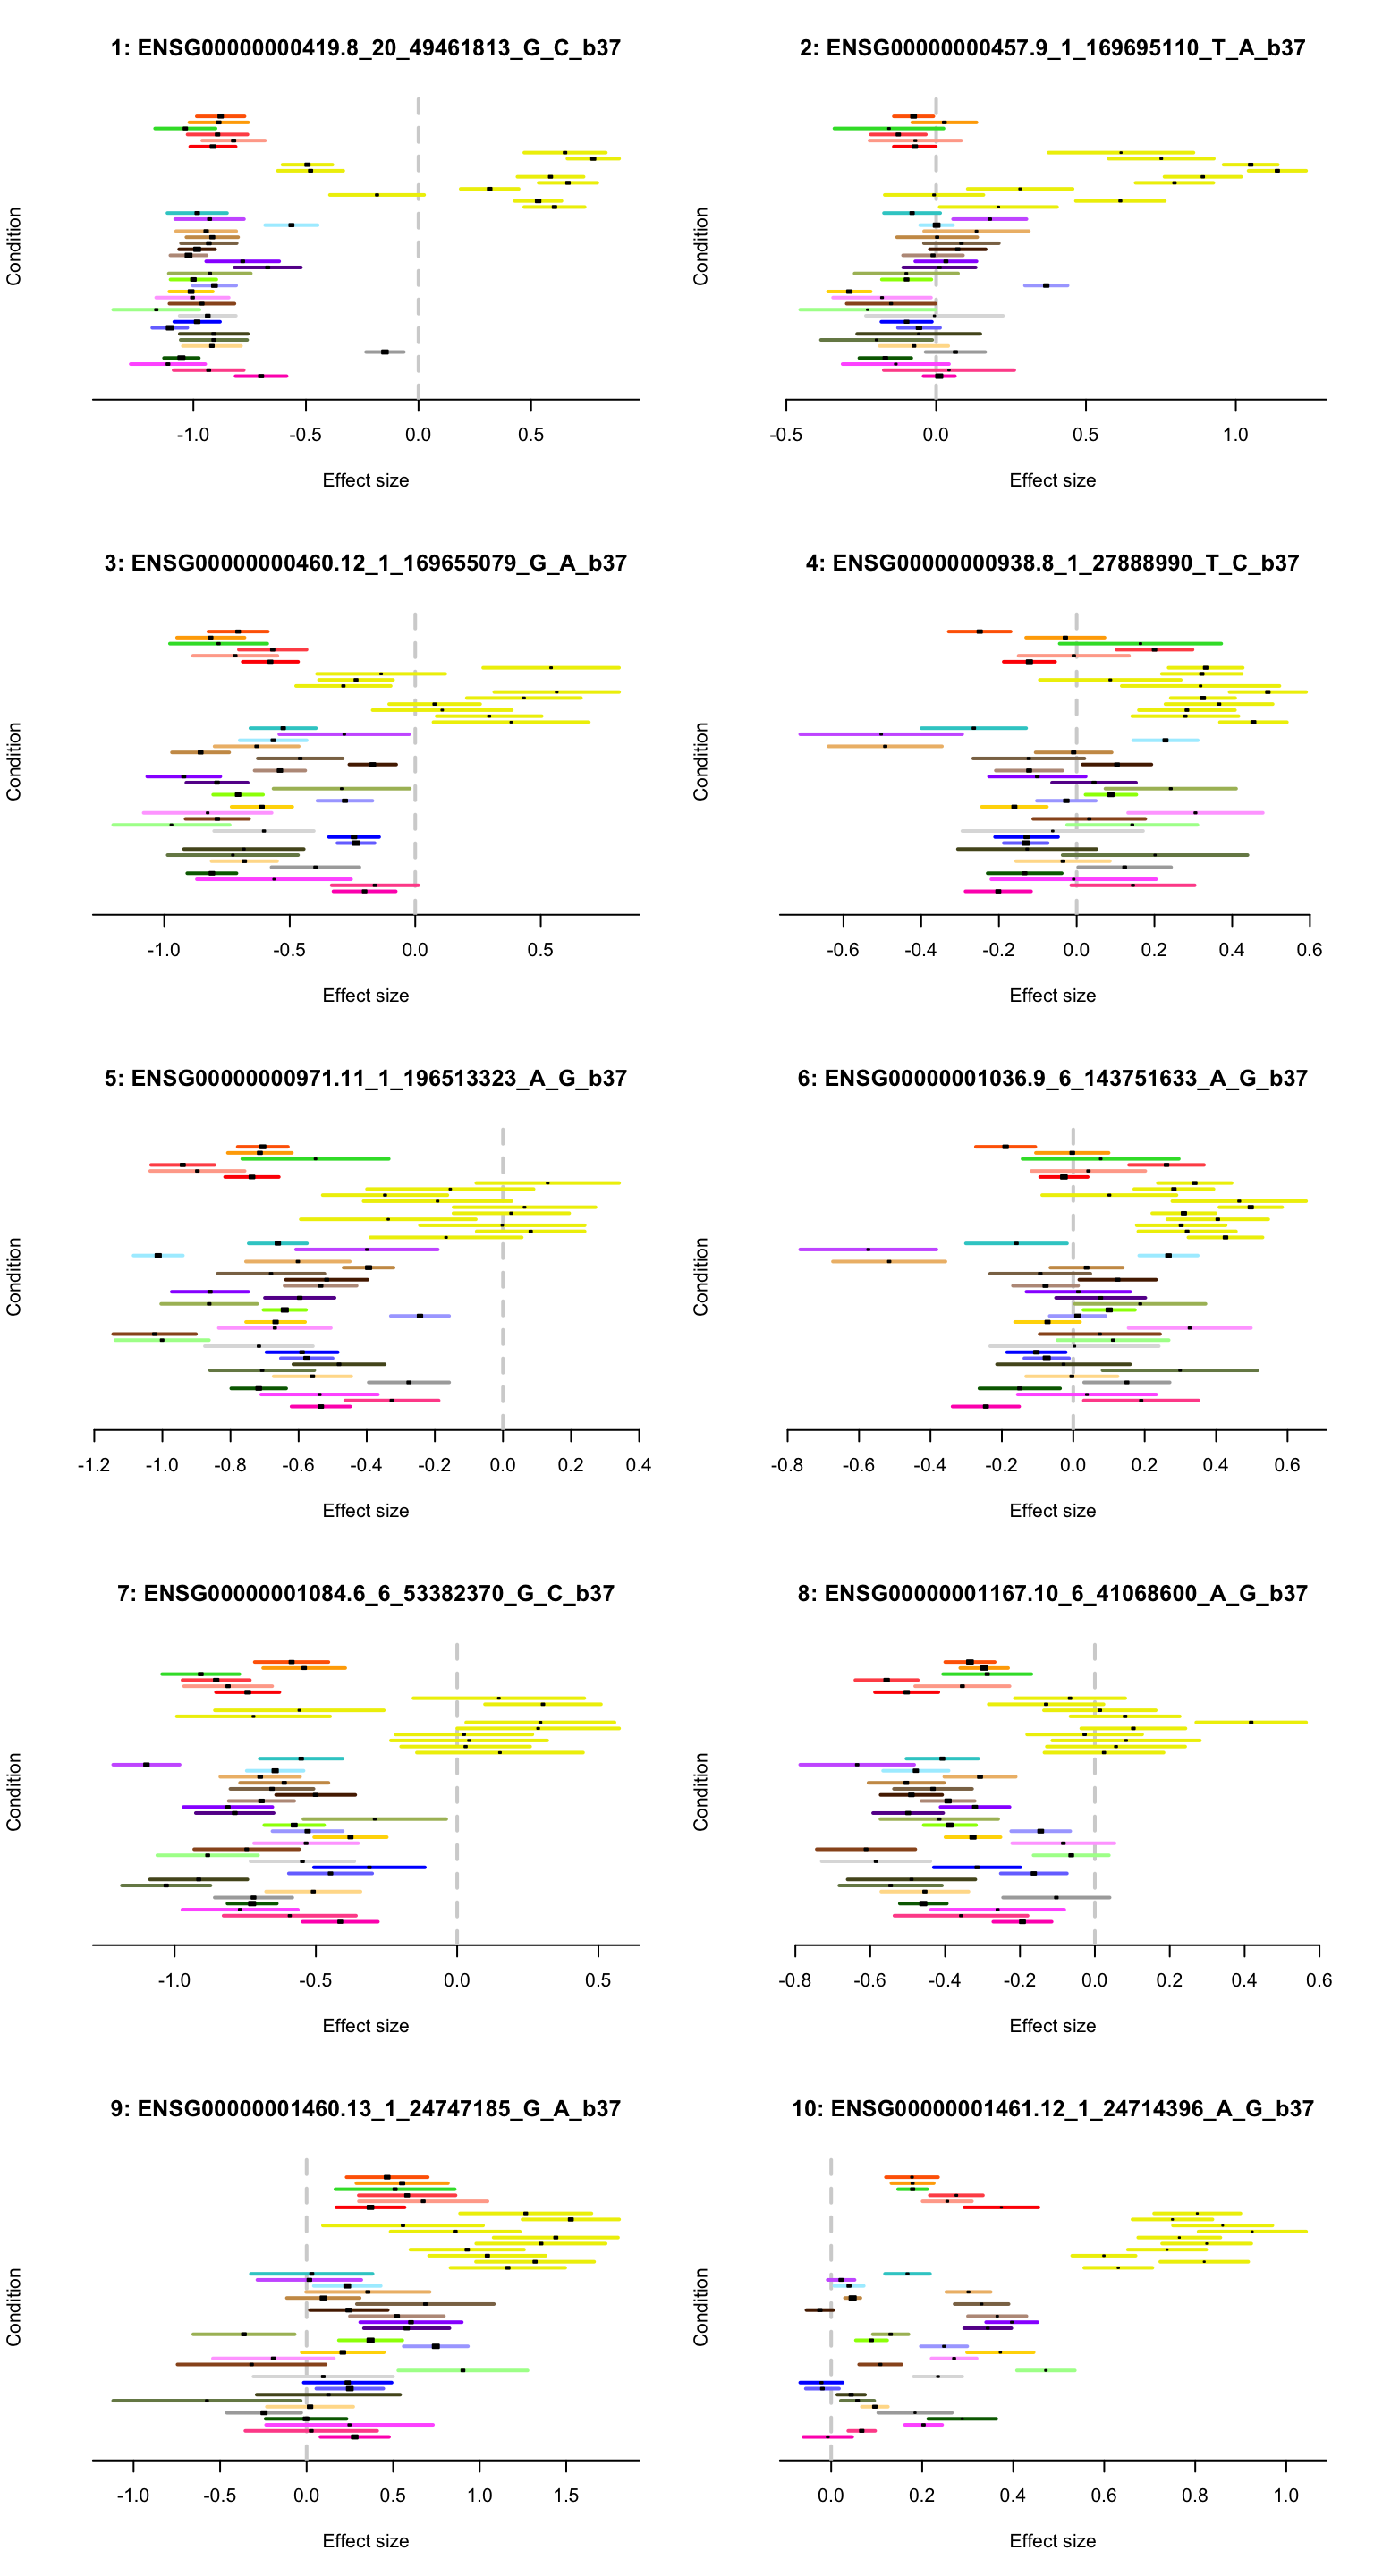 1: ENSG00000000419.8_20_49461813_G_C_b37
Condition
-1.0 -0.5 0.0 0.5
Effect size
2: ENSG00000000457.9_1_169695110_T_A_b37
Condition
-0.5 0.0 0.5 1.0
Effect size
3: ENSG00000000460.12_1_169655079_G_A_b37
Condition
-1.0 -0.5 0.0 0.5
Effect size
4: ENSG00000000938.8_1_27888990_T_C_b37
Condition
-0.6 -0.4 -0.2 0.0 0.2 0.4 0.6
Effect size
5: ENSG00000000971.11_1_196513323_A_G_b37
Condition
-1.2 -1.0 -0.8 -0.6 -0.4 -0.2 0.0 0.2 0.4
Effect size
6: ENSG00000001036.9_6_143751633_A_G_b37
Condition
-0.8 -0.6 -0.4 -0.2 0.0 0.2 0.4 0.6
Effect size
7: ENSG00000001084.6_6_53382370_G_C_b37
Condition
-1.0 -0.5 0.0 0.5
Effect size
8: ENSG00000001167.10_6_41068600_A_G_b37
Condition
-0.8 -0.6 -0.4 -0.2 0.0 0.2 0.4 0.6
Effect size
9: ENSG00000001460.13_1_24747185_G_A_b37
Condition
-1.0 -0.5 0.0 0.5 1.0 1.5
Effect size
10: ENSG00000001461.12_1_24714396_A_G_b37
Condition
0.0 0.2 0.4 0.6 0.8 1.0
Effect size